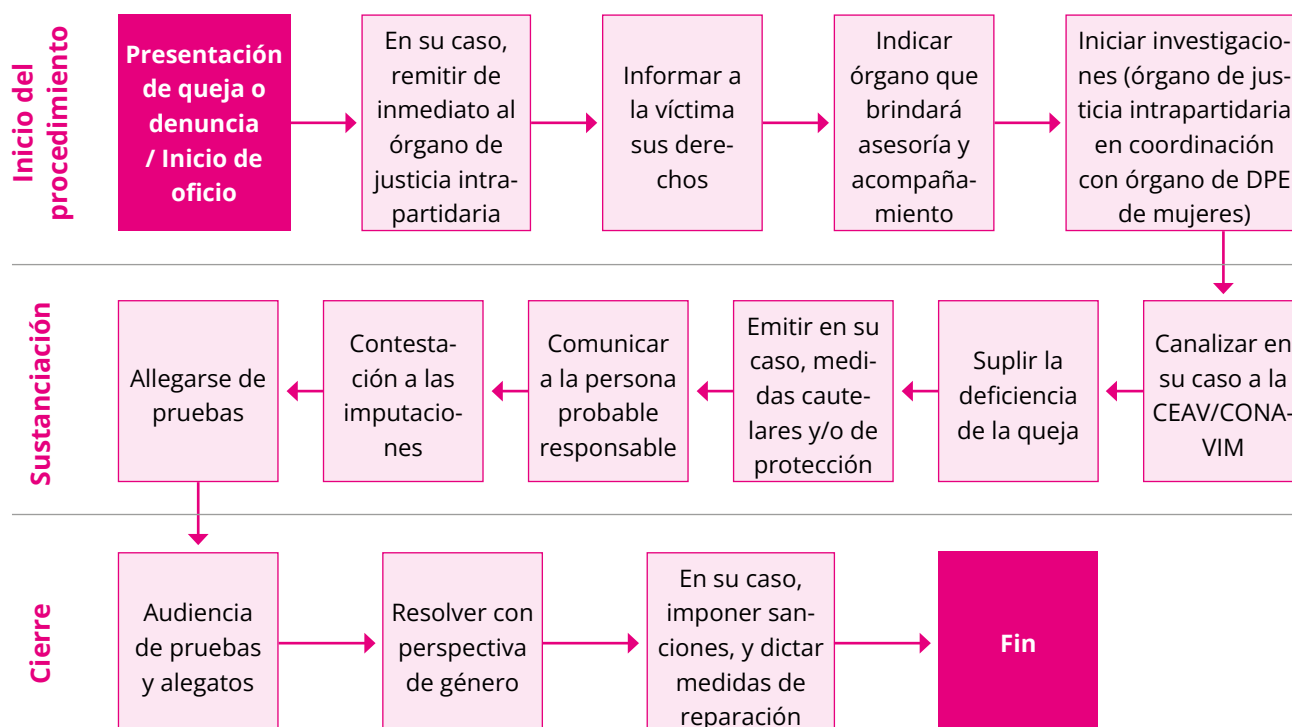 Inicio del
procedimiento
Presentación
de queja o
denuncia
/ Inicio de
oficio
En su caso,
remitir de
inmediato al
órgano de
justicia intra-
partidaria
Informar a
la víctima
sus dere-
chos
Indicar
órgano que
brindará
asesoría y
acompaña-
miento
Iniciar investigacio-
nes (órgano de jus-
ticia intrapartidaria
en coordinación
con órgano de DPE
de mujeres)
Sustanciación
Canalizar en
su caso a la
CEAV/CONA-
VIM
Suplir la
deficiencia
de la queja
Emitir en su
caso, medi-
das caute-
lares y/o de
protección
Comunicar
a la persona
probable
responsable
Contesta-
ción a las
imputacio-
nes
Allegarse de
pruebas
Cierre
Audiencia
de pruebas
y alegatos
Resolver con
perspectiva
de género
En su caso,
imponer san-
ciones, y dictar
medidas de
reparación
Fin